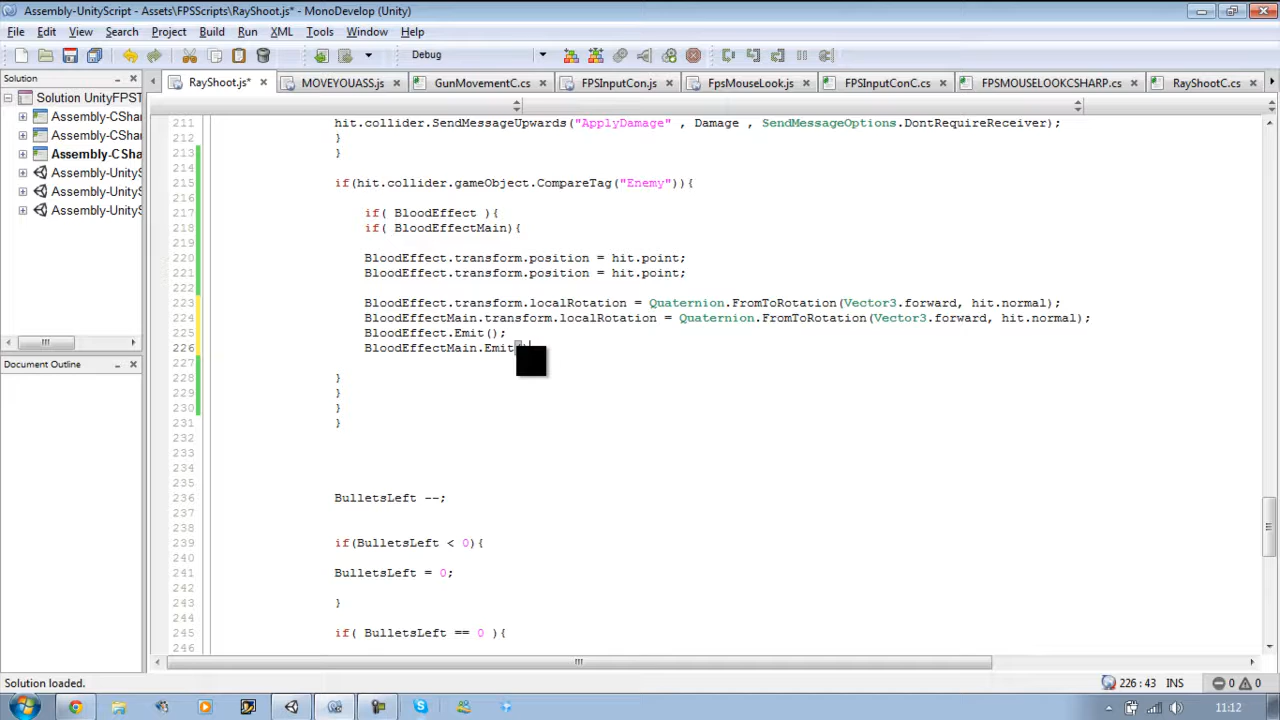 Assembly-UnityScript - Assets\FPSScripts\RayShoot.js* - MonoDevelop (Unity)
File Edit View Search Project Build Run XML Tools Window Help
Debug
Solution
RayShoot.js* MOVEYOUASS.js GunMovementC.cs FPSInputCon.js FpsMouseLook.js FPSInputConC.cs FPSMOUSELOOKCSHARP.cs RayShootC.cs
Solution UnityFPST
Assembly-CShar
Assembly-CShar
Assembly-CSha
Assembly-UnityS
Assembly-UnityS
Assembly-UnityS
Document Outline
211 hit.collider.SendMessageUpwards("ApplyDamage" , Damage , SendMessageOptions.DontRequireReceiver);
212 }
213 }
214
215 if(hit.collider.gameObject.CompareTag("Enemy")){
216
217 if( BloodEffect ){
218 if( BloodEffectMain){
219
220 BloodEffect.transform.position = hit.point;
221 BloodEffect.transform.position = hit.point;
222
223 BloodEffect.transform.localRotation = Quaternion.FromToRotation(Vector3.forward, hit.normal);
224 BloodEffectMain.transform.localRotation = Quaternion.FromToRotation(Vector3.forward, hit.normal);
225 BloodEffect.Emit();
226 BloodEffectMain.Emit()
227
228 }
229 }
230 }
231 }
232
233
234
235
236 BulletsLeft --;
237
238
239 if(BulletsLeft < 0){
240
241 BulletsLeft = 0;
242
243 }
244
245 if( BulletsLeft == 0 ){
246
Solution loaded.
226 : 43 INS 0 0
11:12